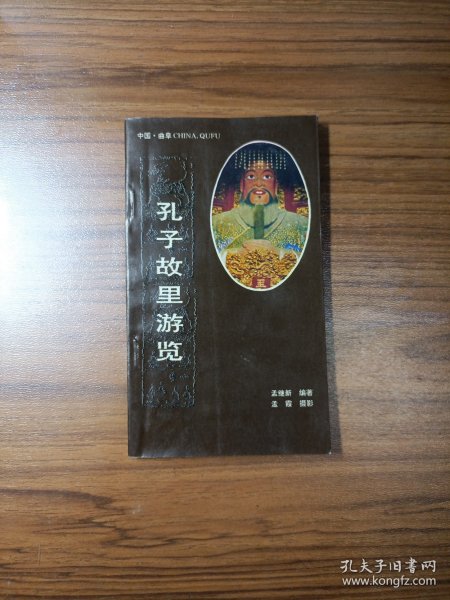 中国·曲阜 CHINA. QUFU
孔子故里游览
孟继新 编著
孟霞 摄影
孔夫子旧书网
www.kongfz.com